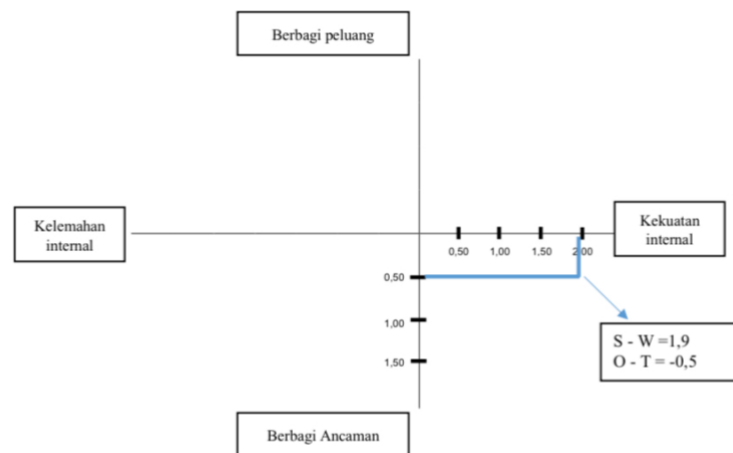 Berbagi peluang
Kelemahan
internal
Kekuatan
internal
0,50 1,00 1,50 2,00
0,50
1,00
1,50
S - W =1,9
O - T = -0,5
Berbagi Ancaman